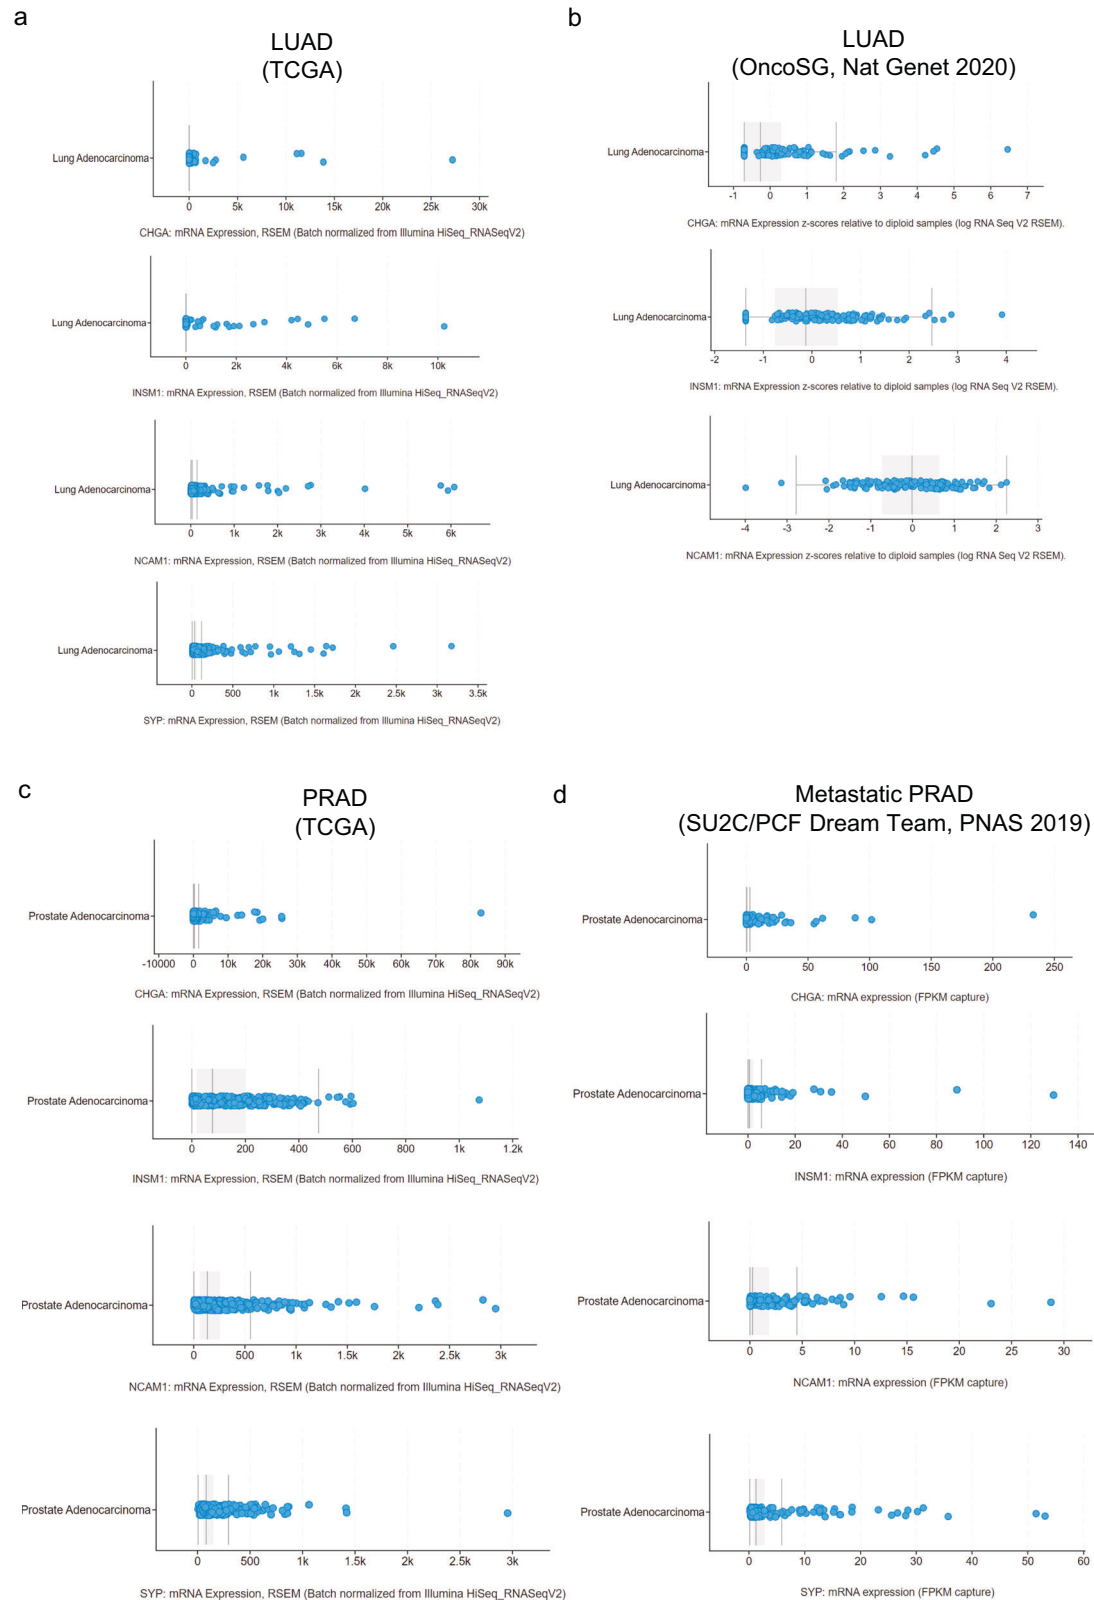 a
LUAD
(TCGA)
Lung Adenocarcinoma
0 5k 10k 15k 20k 25k 30k
CHGA: mRNA Expression, RSEM (Batch normalized from Illumina HiSeq_RNASeqV2)
Lung Adenocarcinoma
0 2k 4k 6k 8k 10k
INSM1: mRNA Expression, RSEM (Batch normalized from Illumina HiSeq_RNASeqV2)
Lung Adenocarcinoma
0 1k 2k 3k 4k 5k 6k
NCAM1: mRNA Expression, RSEM (Batch normalized from Illumina HiSeq_RNASeqV2)
Lung Adenocarcinoma
0 500 1k 1.5k 2k 2.5k 3k 3.5k
SYP: mRNA Expression, RSEM (Batch normalized from Illumina HiSeq_RNASeqV2)
b
LUAD
(OncoSG, Nat Genet 2020)
Lung Adenocarcinoma
-1 0 1 2 3 4 5 6 7
CHGA: mRNA Expression z-scores relative to diploid samples (log RNA Seq V2 RSEM).
Lung Adenocarcinoma
-2 -1 0 1 2 3 4
INSM1: mRNA Expression z-scores relative to diploid samples (log RNA Seq V2 RSEM).
Lung Adenocarcinoma
-4 -3 -2 -1 0 1 2 3
NCAM1: mRNA Expression z-scores relative to diploid samples (log RNA Seq V2 RSEM).
c
PRAD
(TCGA)
Prostate Adenocarcinoma
-10000 0 10k 20k 30k 40k 50k 60k 70k 80k 90k
CHGA: mRNA Expression, RSEM (Batch normalized from Illumina HiSeq_RNASeqV2)
Prostate Adenocarcinoma
0 200 400 600 800 1k 1.2k
INSM1: mRNA Expression, RSEM (Batch normalized from Illumina HiSeq_RNASeqV2)
Prostate Adenocarcinoma
0 500 1k 1.5k 2k 2.5k 3k
NCAM1: mRNA Expression, RSEM (Batch normalized from Illumina HiSeq_RNASeqV2)
Prostate Adenocarcinoma
0 500 1k 1.5k 2k 2.5k 3k
SYP: mRNA Expression, RSEM (Batch normalized from Illumina HiSeq_RNASeqV2)
d
Metastatic PRAD
(SU2C/PCF Dream Team, PNAS 2019)
Prostate Adenocarcinoma
0 50 100 150 200 250
CHGA: mRNA expression (FPKM capture)
Prostate Adenocarcinoma
0 20 40 60 80 100 120 140
INSM1: mRNA expression (FPKM capture)
Prostate Adenocarcinoma
0 5 10 15 20 25 30
NCAM1: mRNA expression (FPKM capture)
Prostate Adenocarcinoma
0 10 20 30 40 50 60
SYP: mRNA expression (FPKM capture)